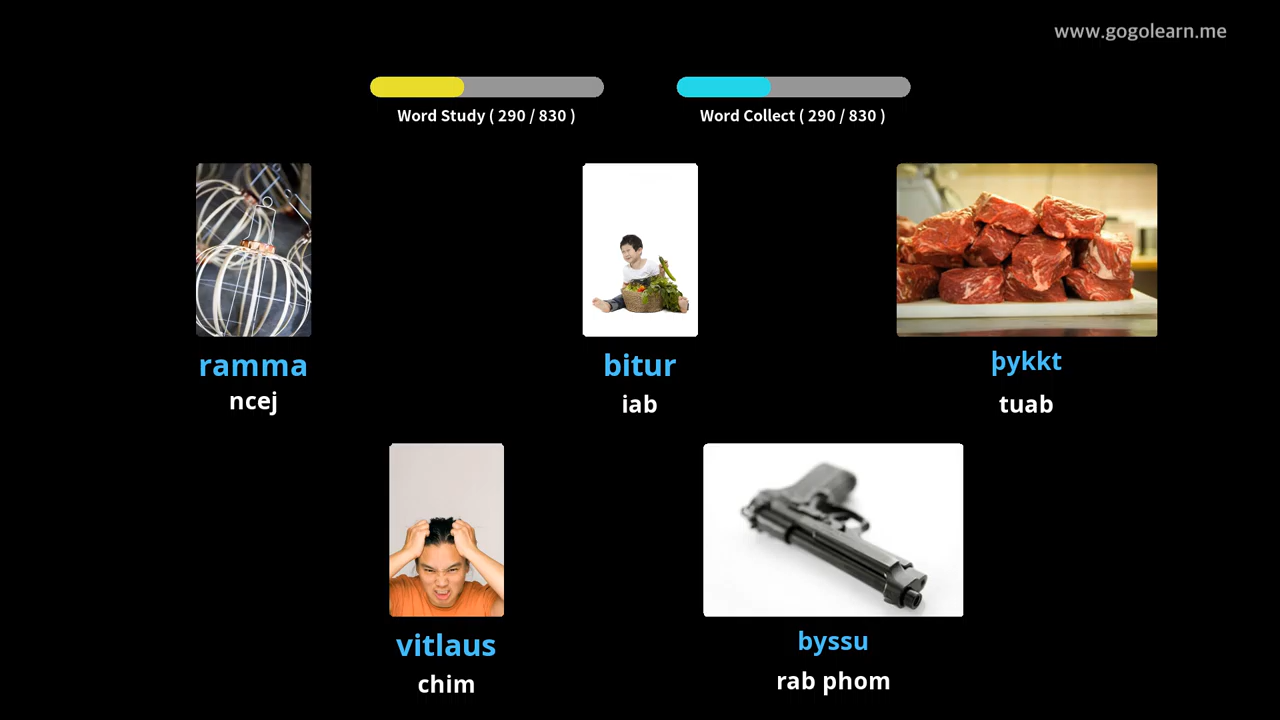 www.gogolearn.me
Word Study ( 290 / 830 )
Word Collect ( 290 / 830 )
ramma
ncej
bitur
iab
þykkt
tuab
vitlaus
chim
byssu
rab phom